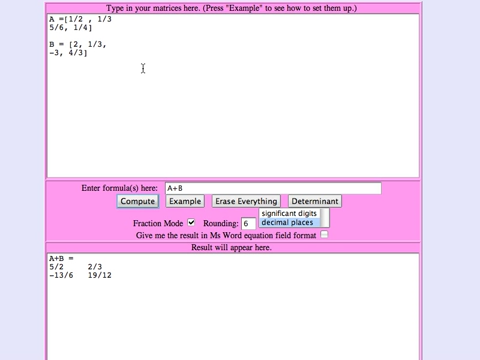 Type in your matrices here. (Press "Example" to see how to set them up.)
A =[1/2 , 1/3
5/6, 1/4]
B = [2, 1/3,
-3, 4/3]
Enter formula(s) here: A+B
Compute Example Erase Everything Determinant
significant digits
Fraction Mode Rounding: 6 decimal places
Give me the result in Ms Word equation field format
Result will appear here.
A+B =
5/2 2/3
-13/6 19/12